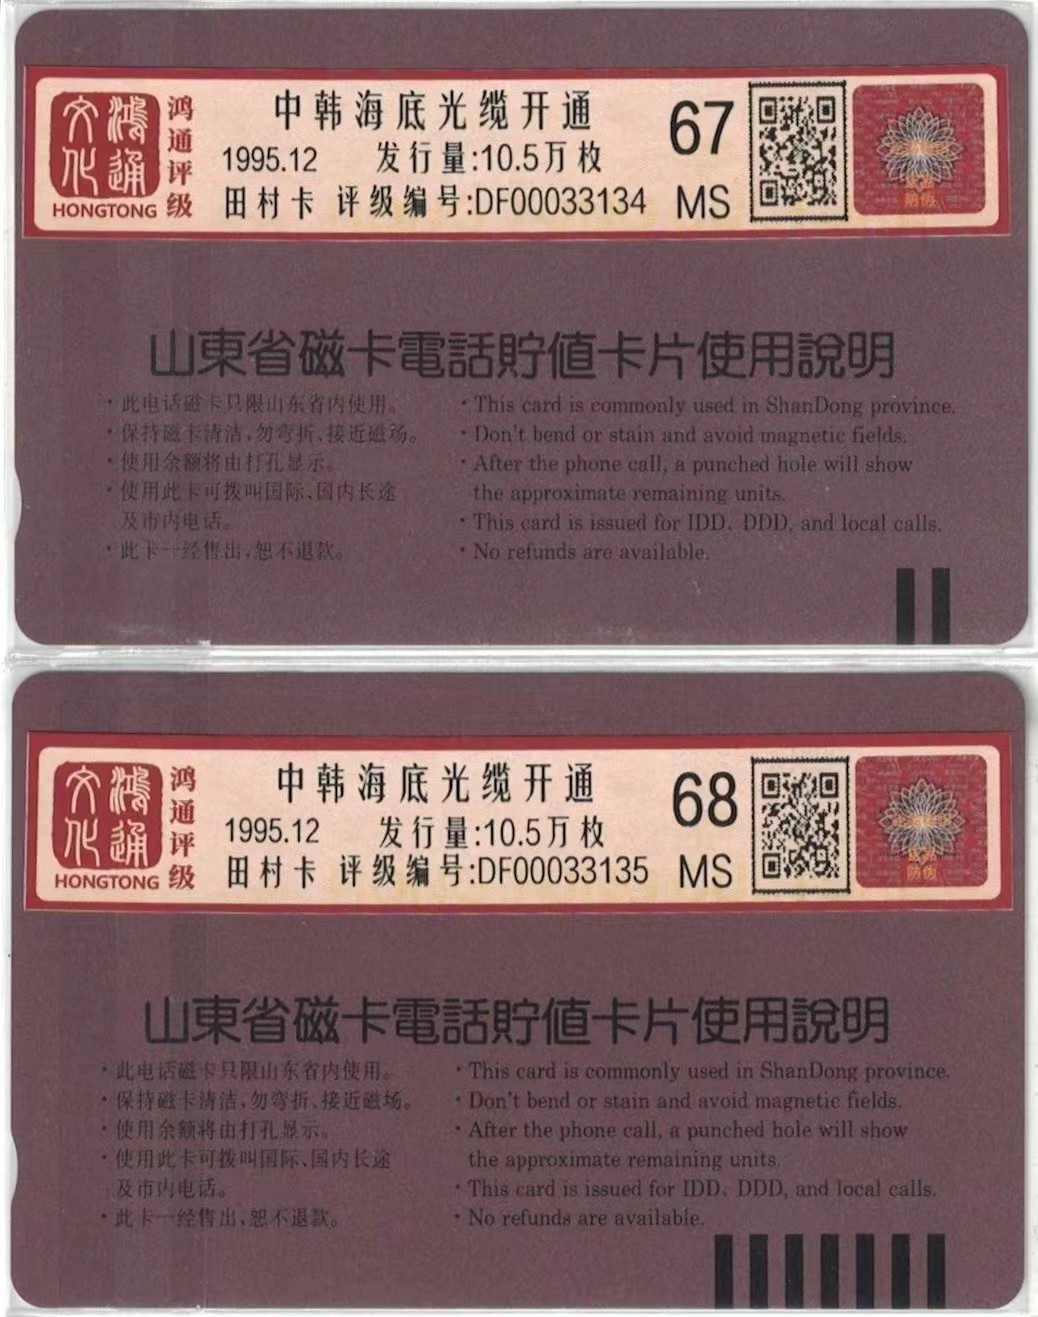 鸿通
文化
HONGTONG
鸿通评级
中韩海底光缆开通
1995.12 发行量:10.5万枚
田村卡 评级编号:DF00033134
67
MS
防伪
山東省磁卡電話貯値卡片使用說明
·此电话磁卡只限山东省内使用。
·保持磁卡清洁,勿弯折、接近磁场。
·使用余额将由打孔显示。
·使用此卡可拨叫国际、国内长途
及市内电话。
·此卡一经售出,恕不退款。
·This card is commonly used in ShanDong province.
·Don't bend or stain and avoid magnetic fields.
·After the phone call, a punched hole will show
the approximate remaining units.
·This card is issued for IDD、DDD, and local calls.
·No refunds are available.
鸿通
文化
HONGTONG
鸿通评级
中韩海底光缆开通
1995.12 发行量:10.5万枚
田村卡 评级编号:DF00033135
68
MS
防伪
山東省磁卡電話貯値卡片使用說明
·此电话磁卡只限山东省内使用。
·保持磁卡清洁,勿弯折、接近磁场。
·使用余额将由打孔显示。
·使用此卡可拨叫国际、国内长途
及市内电话。
·此卡一经售出,恕不退款。
·This card is commonly used in ShanDong province.
·Don't bend or stain and avoid magnetic fields.
·After the phone call, a punched hole will show
the approximate remaining units.
·This card is issued for IDD、DDD, and local calls.
·No refunds are available.